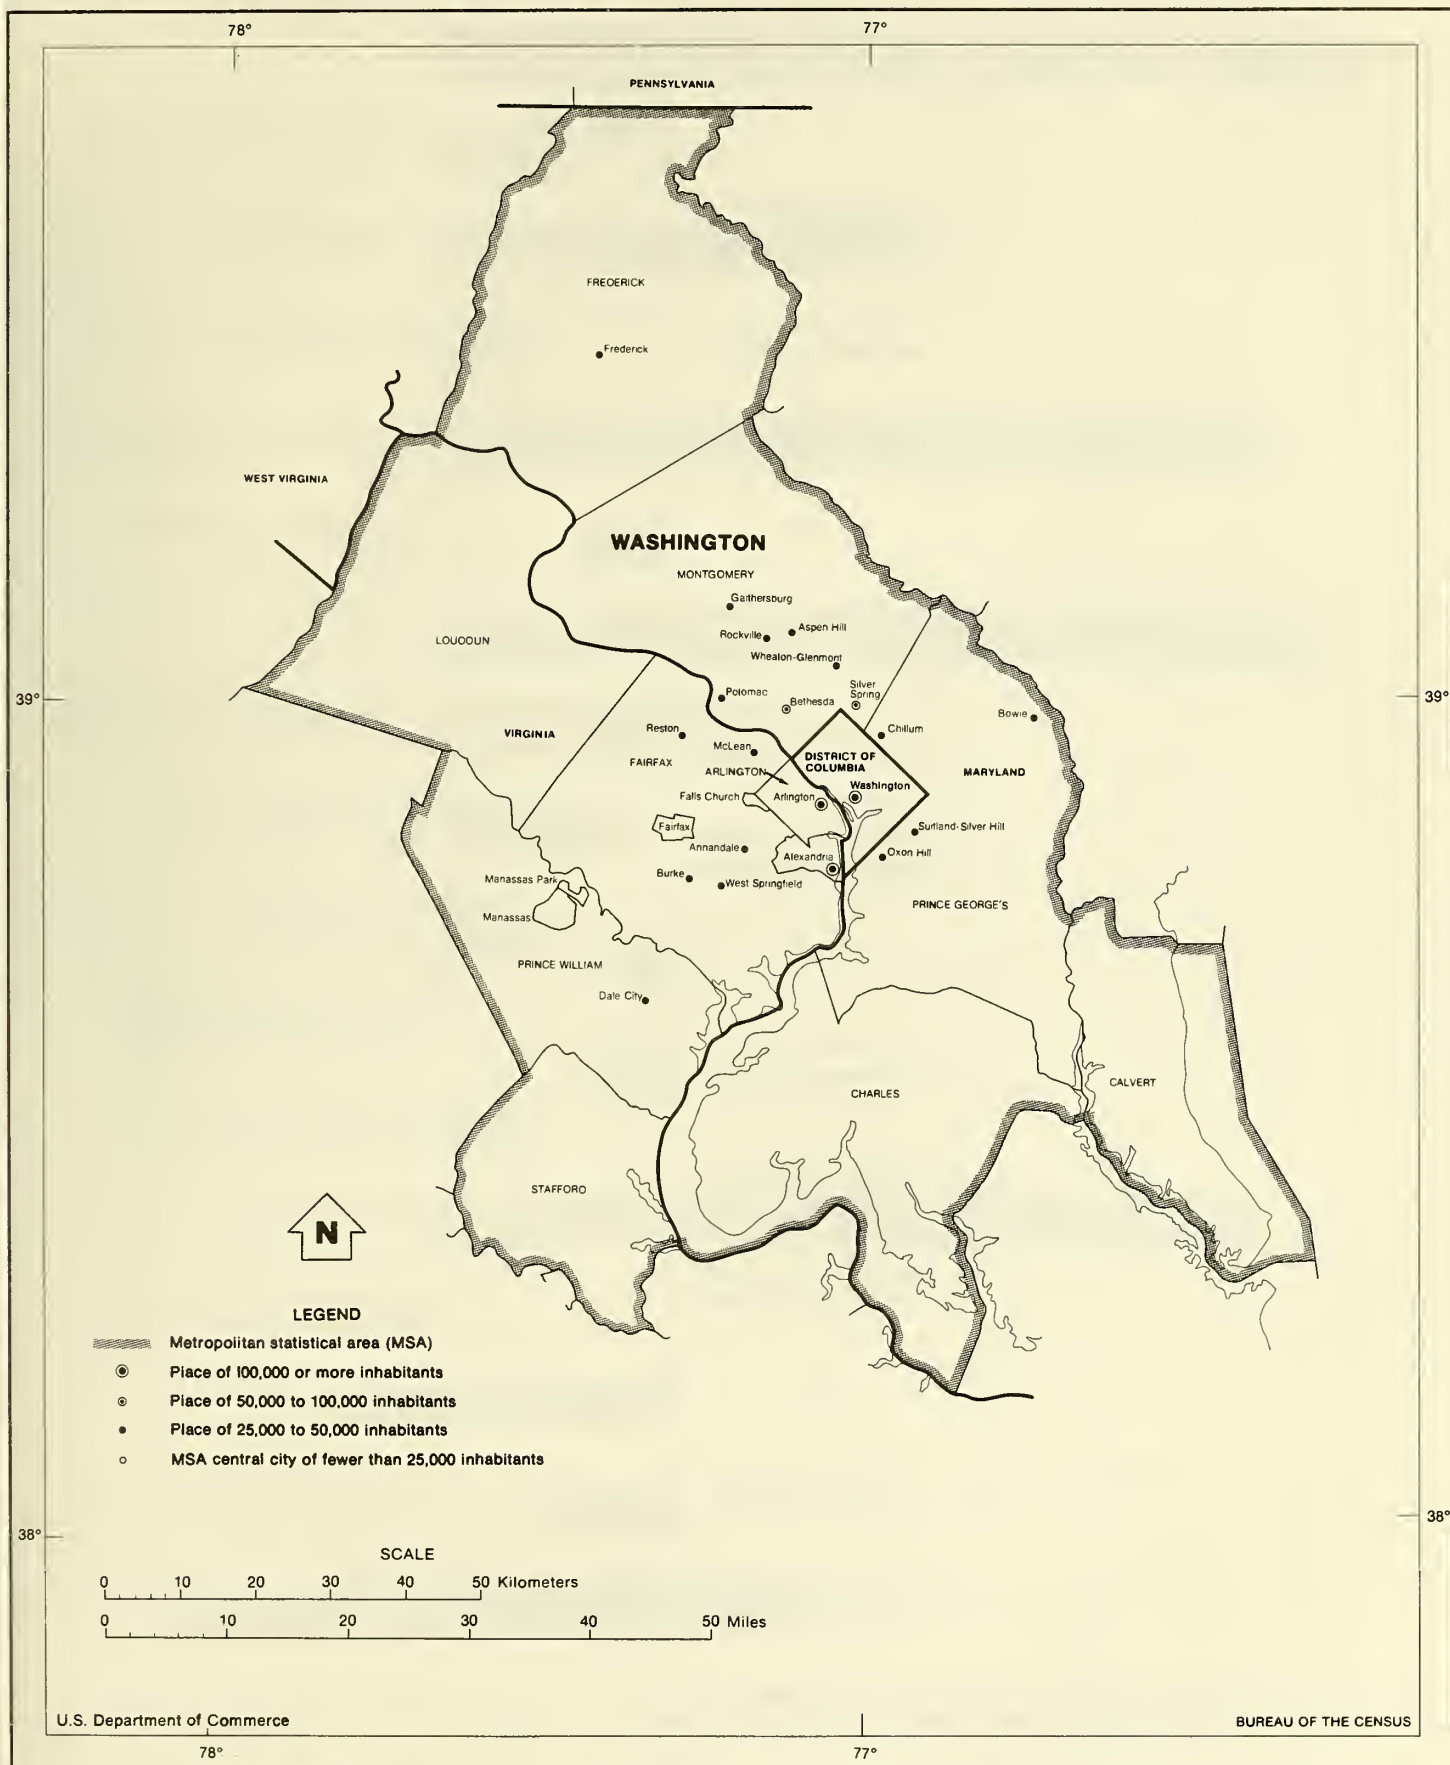 78°
77°
PENNSYLVANIA
FREDERICK
Frederick
WEST VIRGINIA
WASHINGTON
MONTGOMERY
Gaithersburg
Aspen Hill
Rockville
LOUDOUN
Wheaton-Glenmont
39°
Potomac
Silver
Spring
Bethesda
39°
Bowie
VIRGINIA
Reston
Chillum
McLean
DISTRICT OF
COLUMBIA
FAIRFAX
ARLINGTON
MARYLAND
Washington
Falls Church
Arlington
Fairfax
Suitland-Silver Hill
Annandale
Alexandria
Oxon Hill
Manassas Park
Burke
West Springfield
Manassas
PRINCE GEORGE'S
PRINCE WILLIAM
Dale City
CALVERT
CHARLES
STAFFORD
N
LEGEND
Metropolitan statistical area (MSA)
Place of 100,000 or more inhabitants
Place of 50,000 to 100,000 inhabitants
Place of 25,000 to 50,000 inhabitants
MSA central city of fewer than 25,000 inhabitants
38°
38°
SCALE
0 10 20 30 40 50 Kilometers
0 10 20 30 40 50 Miles
U.S. Department of Commerce
BUREAU OF THE CENSUS
78°
77°